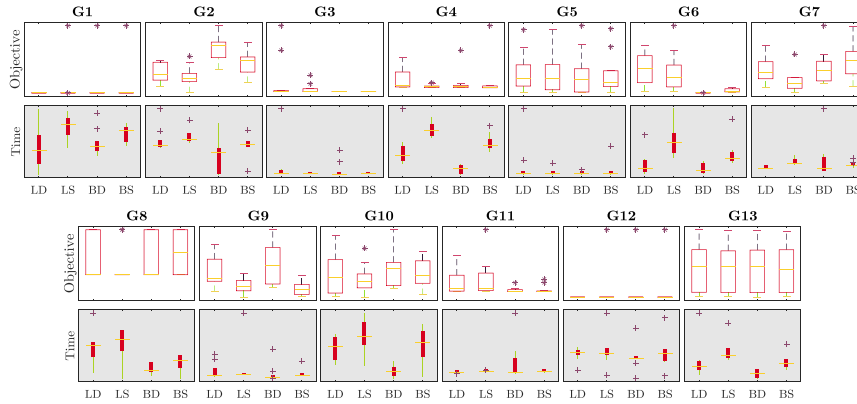 G1 G2 G3 G4 G5 G6 G7
Objective
Time
LD LS BD BS LD LS BD BS LD LS BD BS LD LS BD BS LD LS BD BS LD LS BD BS LD LS BD BS
G8 G9 G10 G11 G12 G13
Objective
Time
LD LS BD BS LD LS BD BS LD LS BD BS LD LS BD BS LD LS BD BS LD LS BD BS